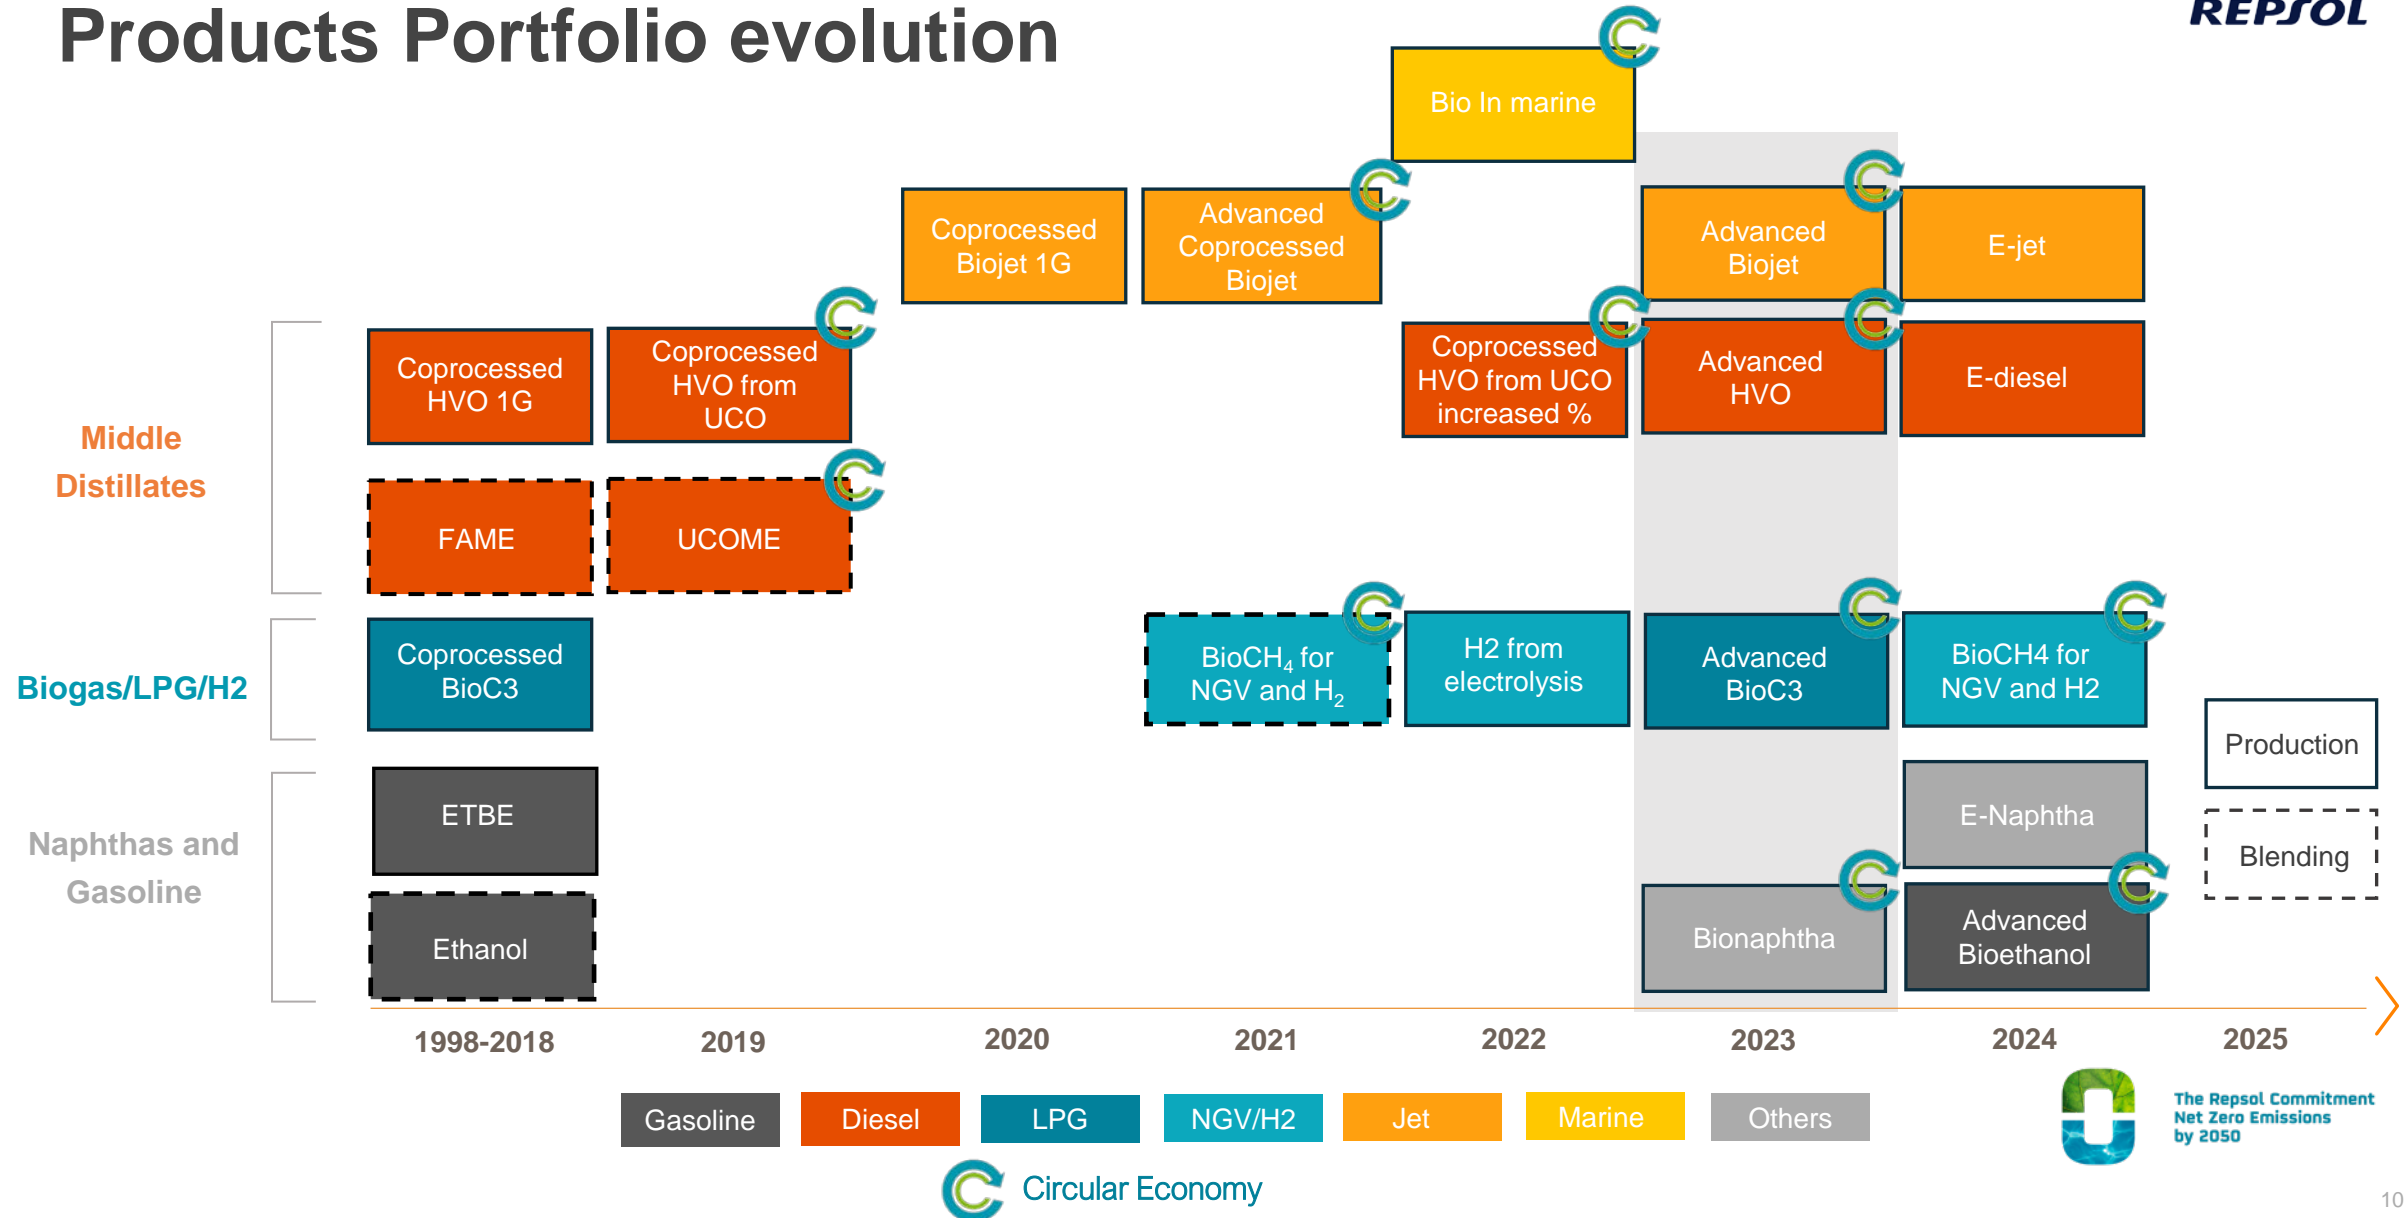 Products Portfolio evolution
REPSOL
Bio In marine
Coprocessed
Biojet 1G
Advanced
Coprocessed
Biojet
Advanced
Biojet
E-jet
Middle
Distillates
Coprocessed
HVO 1G
Coprocessed
HVO from
UCO
Coprocessed
HVO from UCO
increased %
Advanced
HVO
E-diesel
FAME
UCOME
Biogas/LPG/H2
Coprocessed
BioC3
BioCH₄ for
NGV and H₂
H2 from
electrolysis
Advanced
BioC3
BioCH4 for
NGV and H2
Naphthas and
Gasoline
ETBE
E-Naphtha
Ethanol
Bionaphtha
Advanced
Bioethanol
Production
Blending
1998-2018
2019
2020
2021
2022
2023
2024
2025
Gasoline
Diesel
LPG
NGV/H2
Jet
Marine
Others
Circular Economy
The Repsol Commitment
Net Zero Emissions
by 2050
10